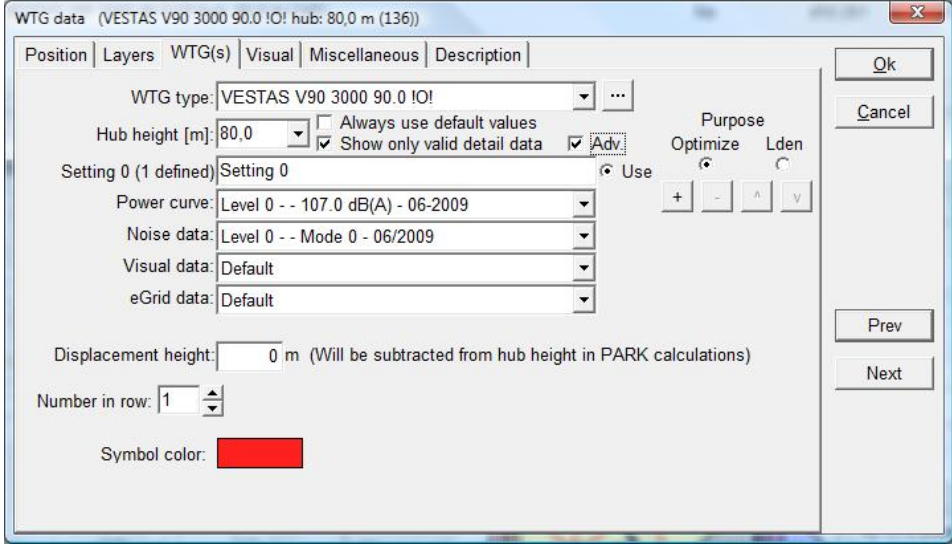 WTG data (VESTAS V90 3000 90.0 !O! hub: 80,0 m (136))
Position Layers WTG(s) Visual Miscellaneous Description
Ok
Cancel
WTG type: VESTAS V90 3000 90.0 !O! ...
Hub height [m]: 80,0 Always use default values
Show only valid detail data Adv.
Purpose
Optimize Lden
Setting 0 (1 defined) Setting 0 Use
+ - ^ v
Power curve: Level 0 - - 107.0 dB(A) - 06-2009
Noise data: Level 0 - - Mode 0 - 06/2009
Visual data: Default
eGrid data: Default
Prev
Next
Displacement height: 0 m (Will be subtracted from hub height in PARK calculations)
Number in row: 1
Symbol color: